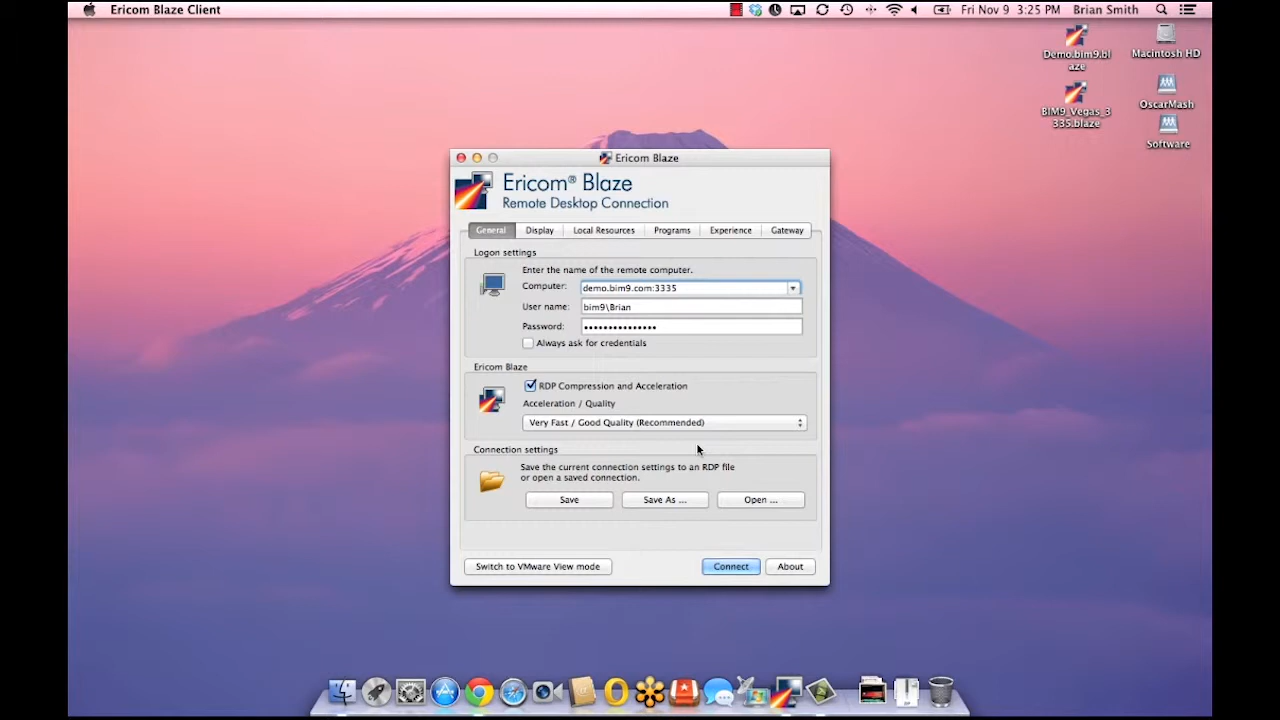 Ericom Blaze Client
Fri Nov 9 3:25 PM Brian Smith
Demo.bim9.bl
aze
Macintosh HD
BIM9_Vegas_3
335.blaze
OscarMash
Software
Ericom Blaze
Ericom® Blaze
Remote Desktop Connection
General Display Local Resources Programs Experience Gateway
Logon settings
Enter the name of the remote computer.
Computer: demo.bim9.com:3335
User name: bim9\Brian
Password: •••••••••••••••
Always ask for credentials
Ericom Blaze
RDP Compression and Acceleration
Acceleration / Quality
Very Fast / Good Quality (Recommended)
Connection settings
Save the current connection settings to an RDP file
or open a saved connection.
Save Save As ... Open ...
Switch to VMware View mode Connect About